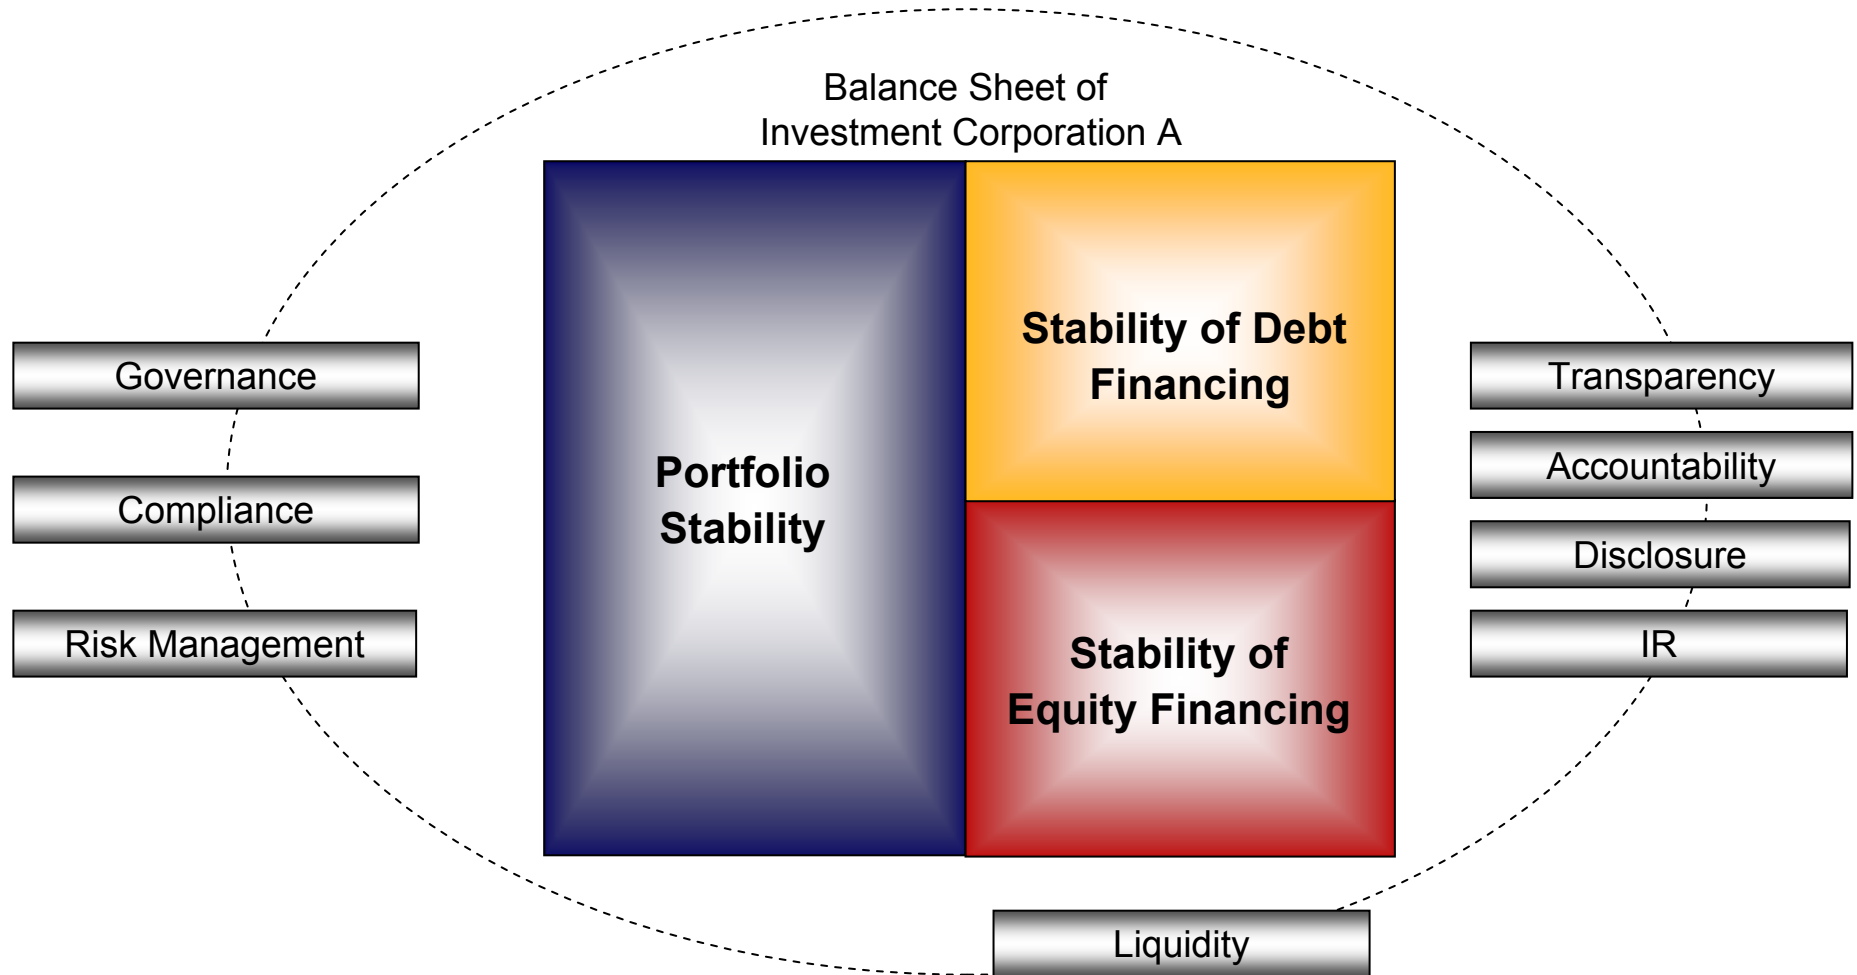 Balance Sheet of
Investment Corporation A
Governance
Compliance
Risk Management
Portfolio
Stability
Stability of Debt
Financing
Stability of
Equity Financing
Transparency
Accountability
Disclosure
IR
Liquidity